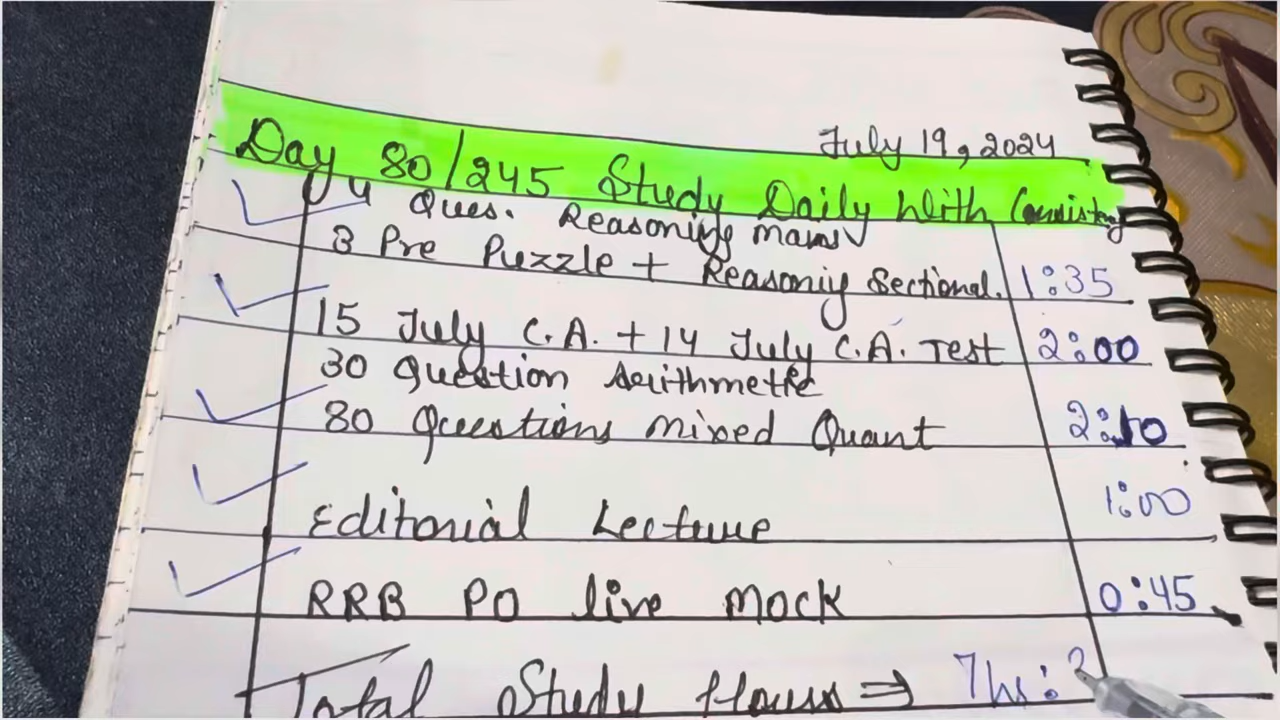 July 19, 2024
Day 80/245 Study Daily With Consistency
4 Ques. Reasoning mains
3 Pre Puzzle + Reasoning Sectional. 1:35
15 July C.A. + 14 July C.A. Test 2:00
30 Question Arithmetic
80 Questions mixed Quant 2:10
Editorial Lecture 1:00
RRB PO live Mock 0:45
Total Study Hours ⇒ 7hr:3